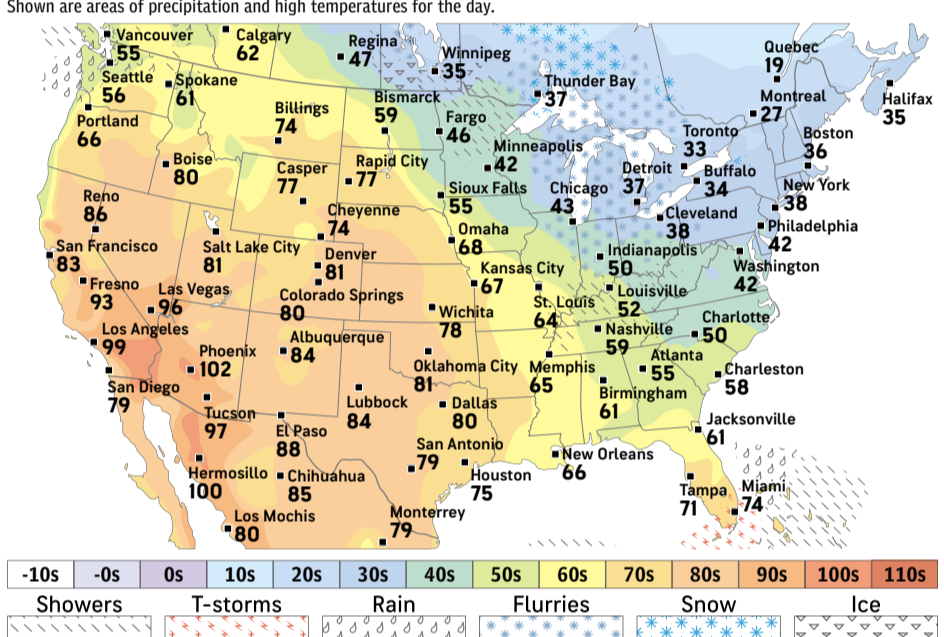 Shown are areas of precipitation and high temperatures for the day.
Vancouver
55
Calgary
62
Regina
47
Winnipeg
35
Quebec
19
Seattle
56
Spokane
61
Thunder Bay
37
Montreal
27
Halifax
35
Portland
66
Billings
74
Bismarck
59
Fargo
46
Toronto
33
Boston
36
Minneapolis
42
Boise
80
Casper
77
Rapid City
77
Detroit
37
Buffalo
34
Sioux Falls
55
Chicago
43
New York
38
Reno
86
Cheyenne
74
Cleveland
38
Philadelphia
42
San Francisco
83
Salt Lake City
81
Omaha
68
Denver
81
Indianapolis
50
Washington
42
Fresno
93
Las Vegas
96
Colorado Springs
80
Kansas City
67
St. Louis
64
Louisville
52
Wichita
78
Los Angeles
99
Albuquerque
84
Nashville
59
Charlotte
50
Phoenix
102
Oklahoma City
81
Memphis
65
Atlanta
55
Charleston
58
San Diego
79
Lubbock
84
Dallas
80
Birmingham
61
Tucson
97
El Paso
88
Jacksonville
61
San Antonio
79
New Orleans
66
Hermosillo
100
Chihuahua
85
Houston
75
Tampa
71
Miami
74
Los Mochis
80
Monterrey
79
-10s -0s 0s 10s 20s 30s 40s 50s 60s 70s 80s 90s 100s 110s
Showers T-storms Rain Flurries Snow Ice